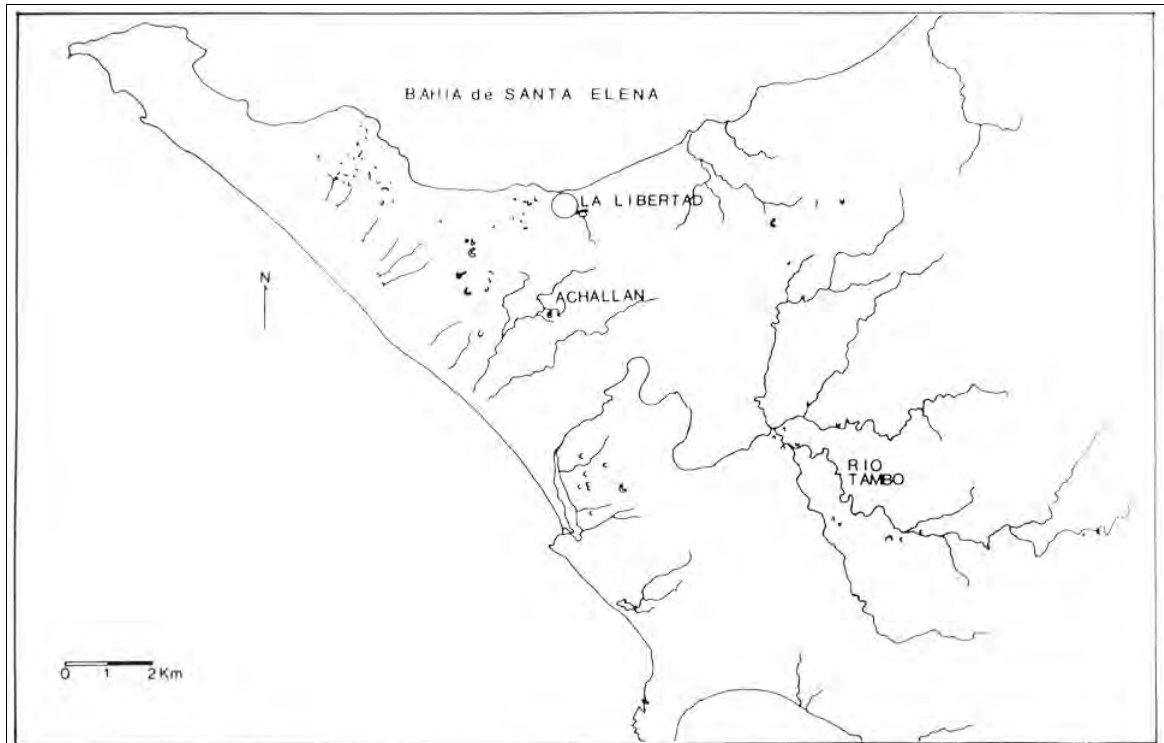 BAHIA de SANTA ELENA
LA LIBERTAD
N
ACHALLAN
RIO
TAMBO
0 1 2 Km